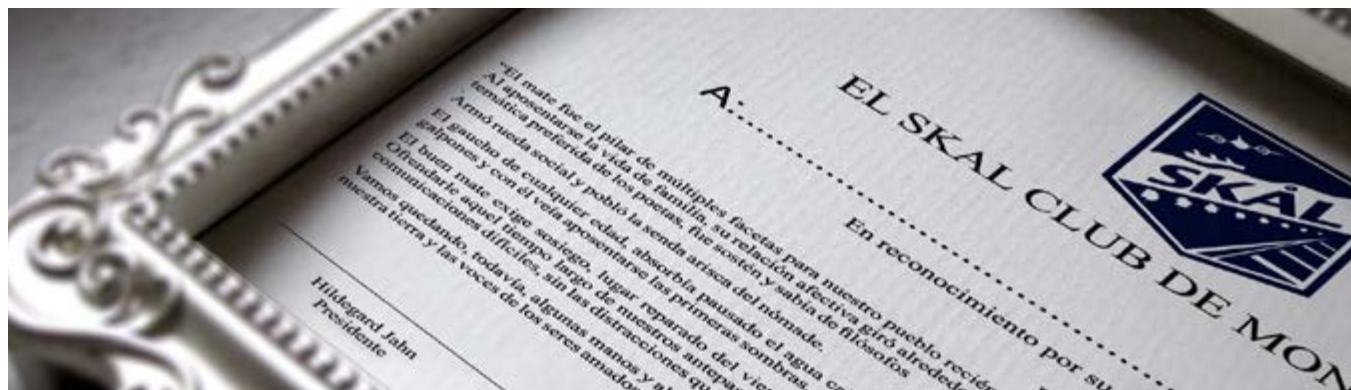 SKÅL
EL SKAL CLUB DE MON
A:
En reconocimiento por su
"El mate fue el pilar de múltiples facetas para nuestro pueblo recién
Al aposentarse la vida de familia, su relación afectiva giró alrededor
temática preferida de los poetas, fue sostén y sabia de filósofos
Armó rueda social y pobló la senda arisca del nómade.
El gaucho de cualquier edad, absorbía pausado el agua
galpones y con él veía aposentarse las primeras sombras.
El buen mate exige sosiego, lugar reparado del
Ofrendarle aquel tiempo largo de nuestros
comunicaciones difíciles, sin las distracciones
Vamos quedando, todavía, algunas manos y
nuestra tierra y las voces de los seres
Hildegard Jahn
Presidente